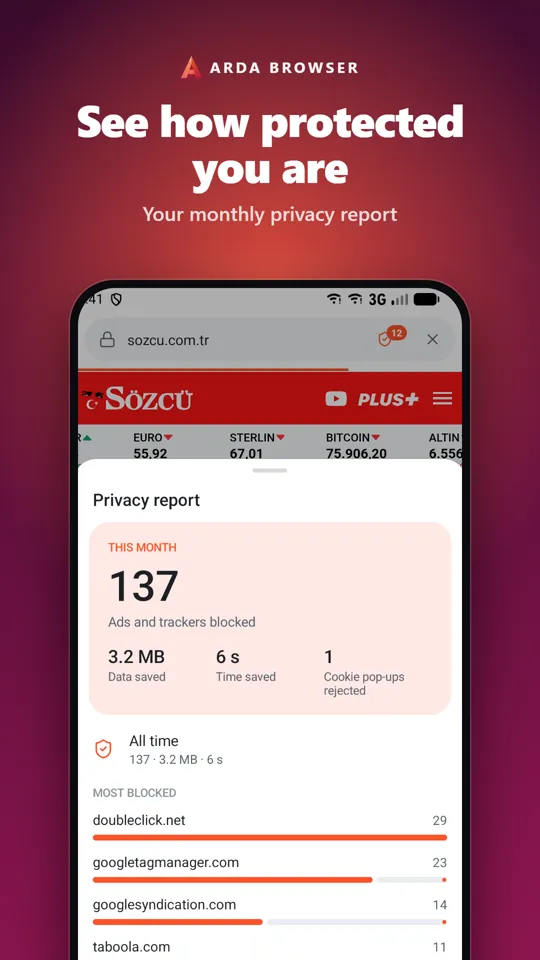 ARDA BROWSER
See how protected
you are
Your monthly privacy report
:41 3G
sozcu.com.tr 12
SÖZCÜ PLUS+
R EURO STERLIN BITCOIN ALTIN
55,92 67,01 75.906,20 6.556
Privacy report
THIS MONTH
137
Ads and trackers blocked
3.2 MB 6 s 1
Data saved Time saved Cookie pop-ups
rejected
All time
137 · 3.2 MB · 6 s
MOST BLOCKED
doubleclick.net 29
googletagmanager.com 23
googlesyndication.com 14
taboola.com 11